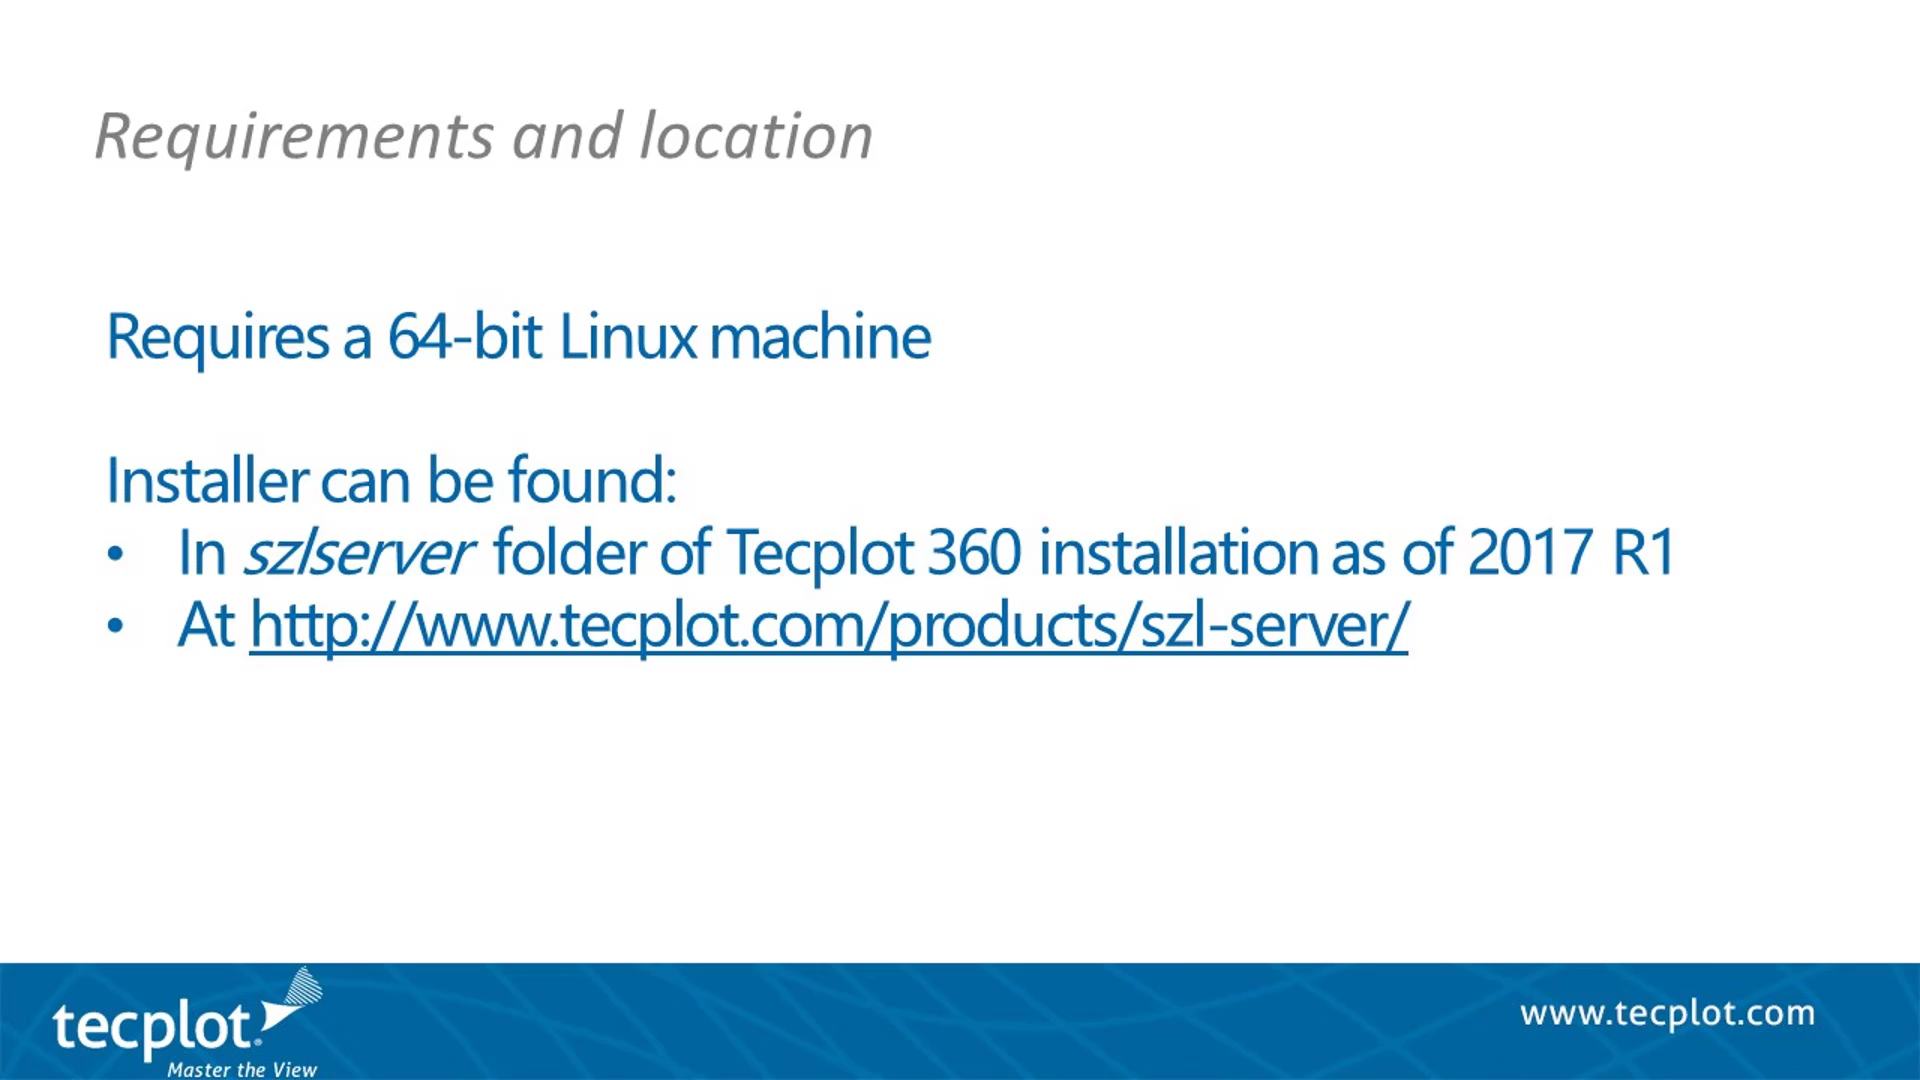 Requirements and location
Requires a 64-bit Linux machine
Installer can be found:
• In szlserver folder of Tecplot 360 installation as of 2017 R1
• At http://www.tecplot.com/products/szl-server/
tecplot®
Master the View
www.tecplot.com